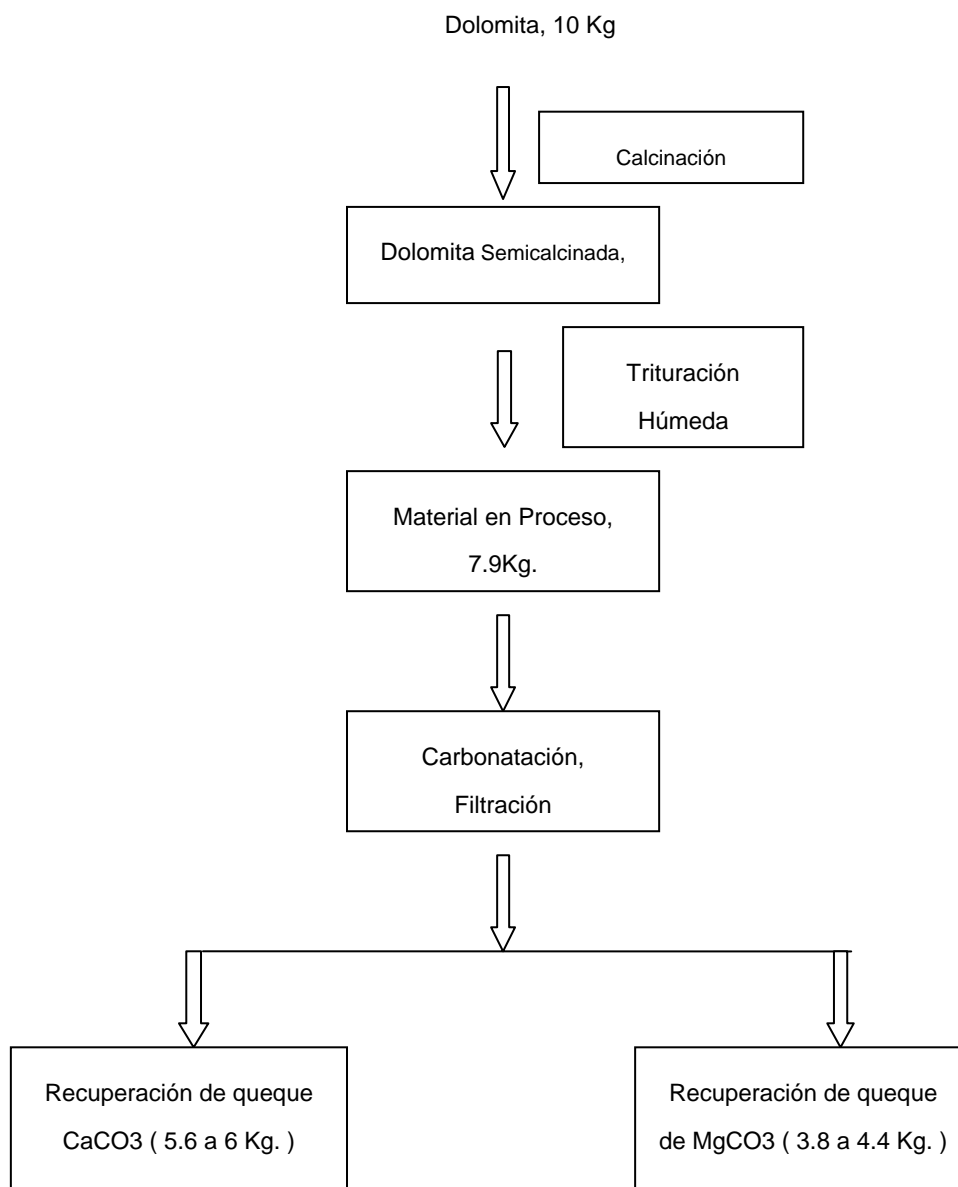 Dolomita, 10 Kg
Calcinación
Dolomita Semicalcinada,
Trituración
Húmeda
Material en Proceso,
7.9Kg.
Carbonatación,
Filtración
Recuperación de queque
CaCO3 ( 5.6 a 6 Kg. )
Recuperación de queque
de MgCO3 ( 3.8 a 4.4 Kg. )